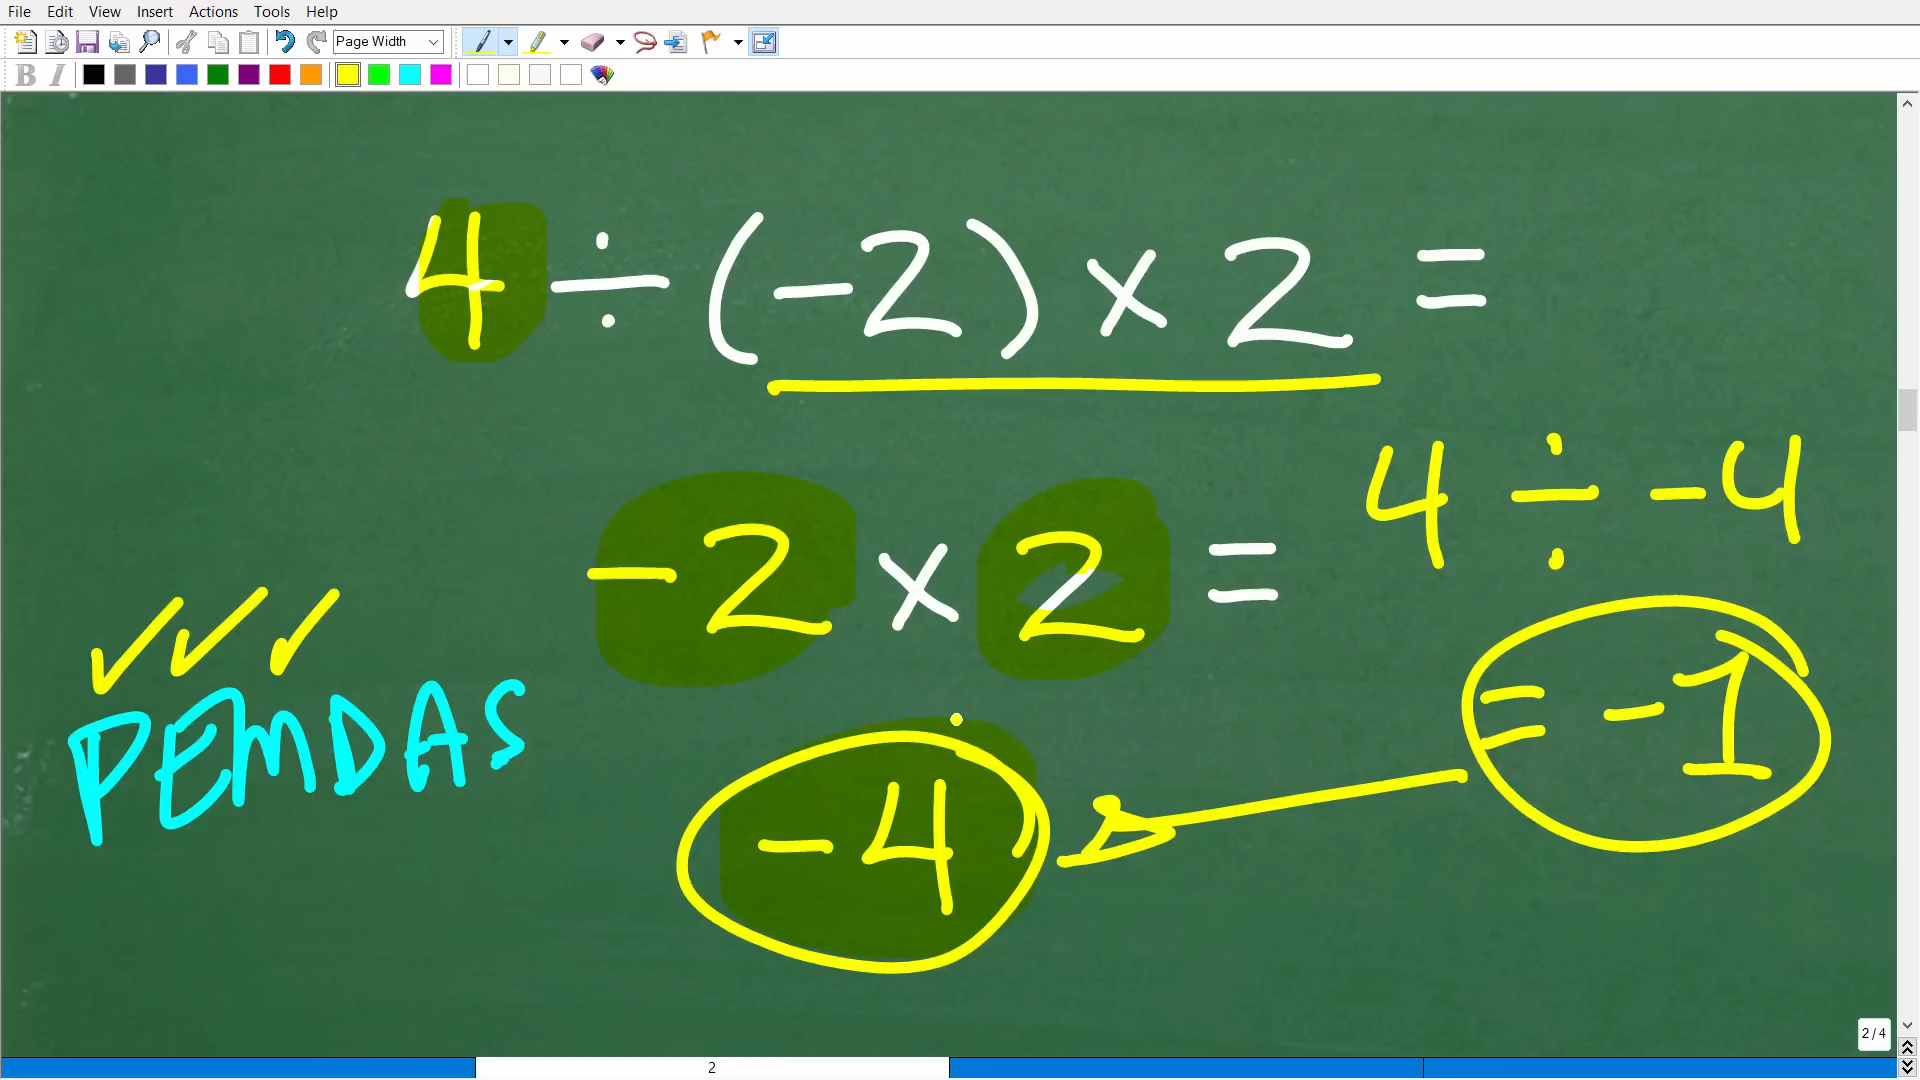 File Edit View Insert Actions Tools Help
Page Width
B I
4 ÷ (-2) × 2 =
4 ÷ -4
-2 × 2 =
= -1
PEMDAS
-4
2 / 4
2